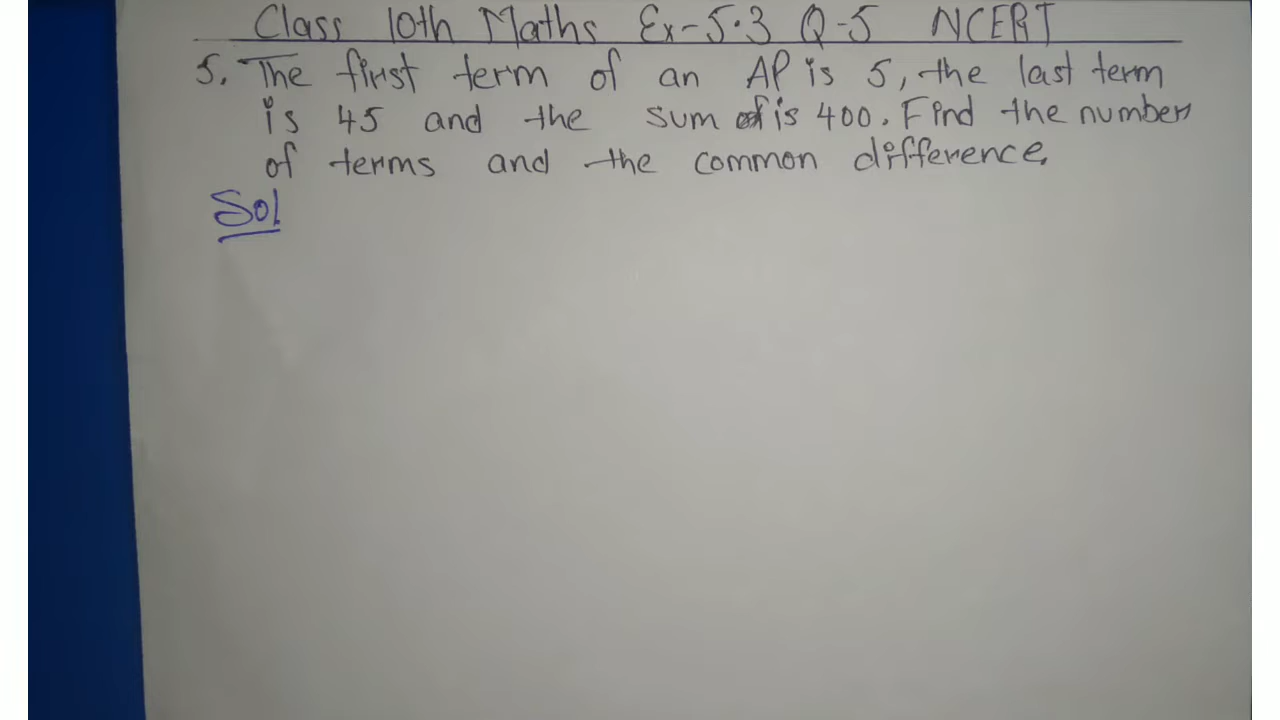 Class 10th Maths Ex-5.3 Q-5 NCERT
5. The first term of an AP is 5, the last term
is 45 and the sum is 400. Find the number
of terms and the common difference.
Sol